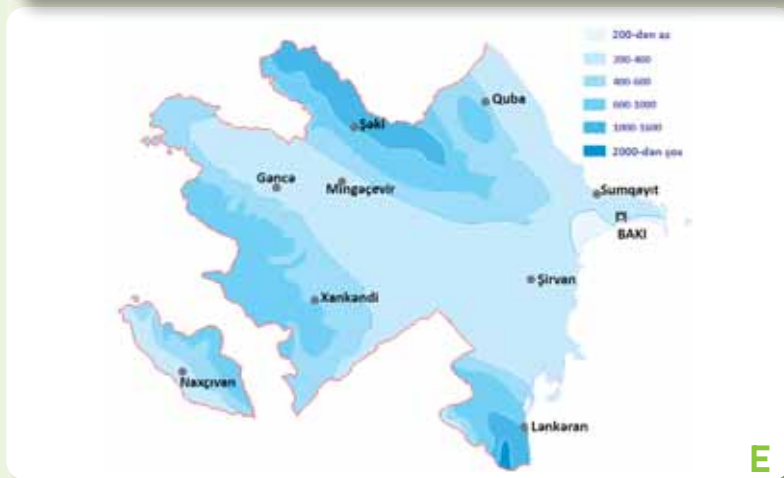 200-dən az
200-400
400-600
600-1000
1000-1600
2000-dən çox
Quba
Şəki
Gəncə
Mingəçevir
Sumqayıt
BAKI
Şirvan
Xankəndi
Naxçıvan
Lənkəran
E